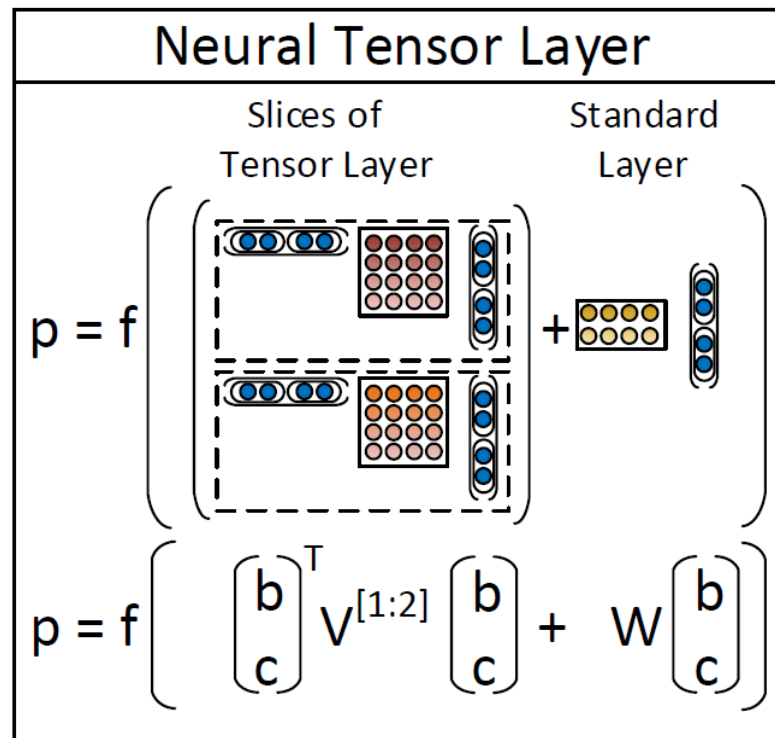 Neural Tensor Layer
Slices of Tensor Layer
Standard Layer
p = f ( ( ) + )
p = f ( [b c]^T V^[1:2] [b c] + W [b c] )